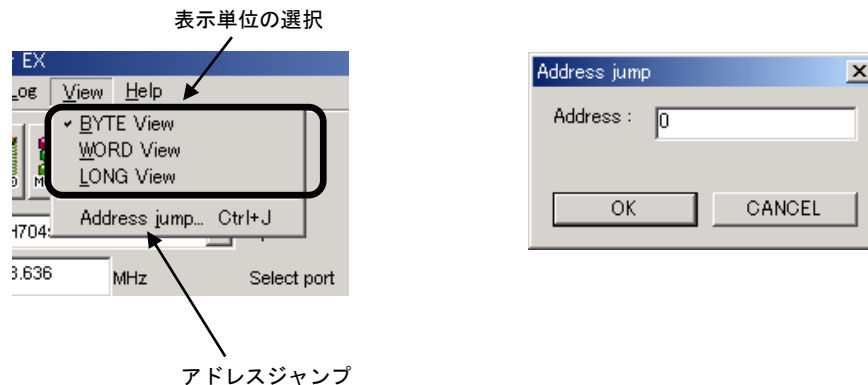 表示単位の選択
EX
Log View Help
BYTE View
WORD View
LONG View
Address jump... Ctrl+J
MHz
Select port
アドレスジャンプ
Address jump
Address : 0
OK CANCEL